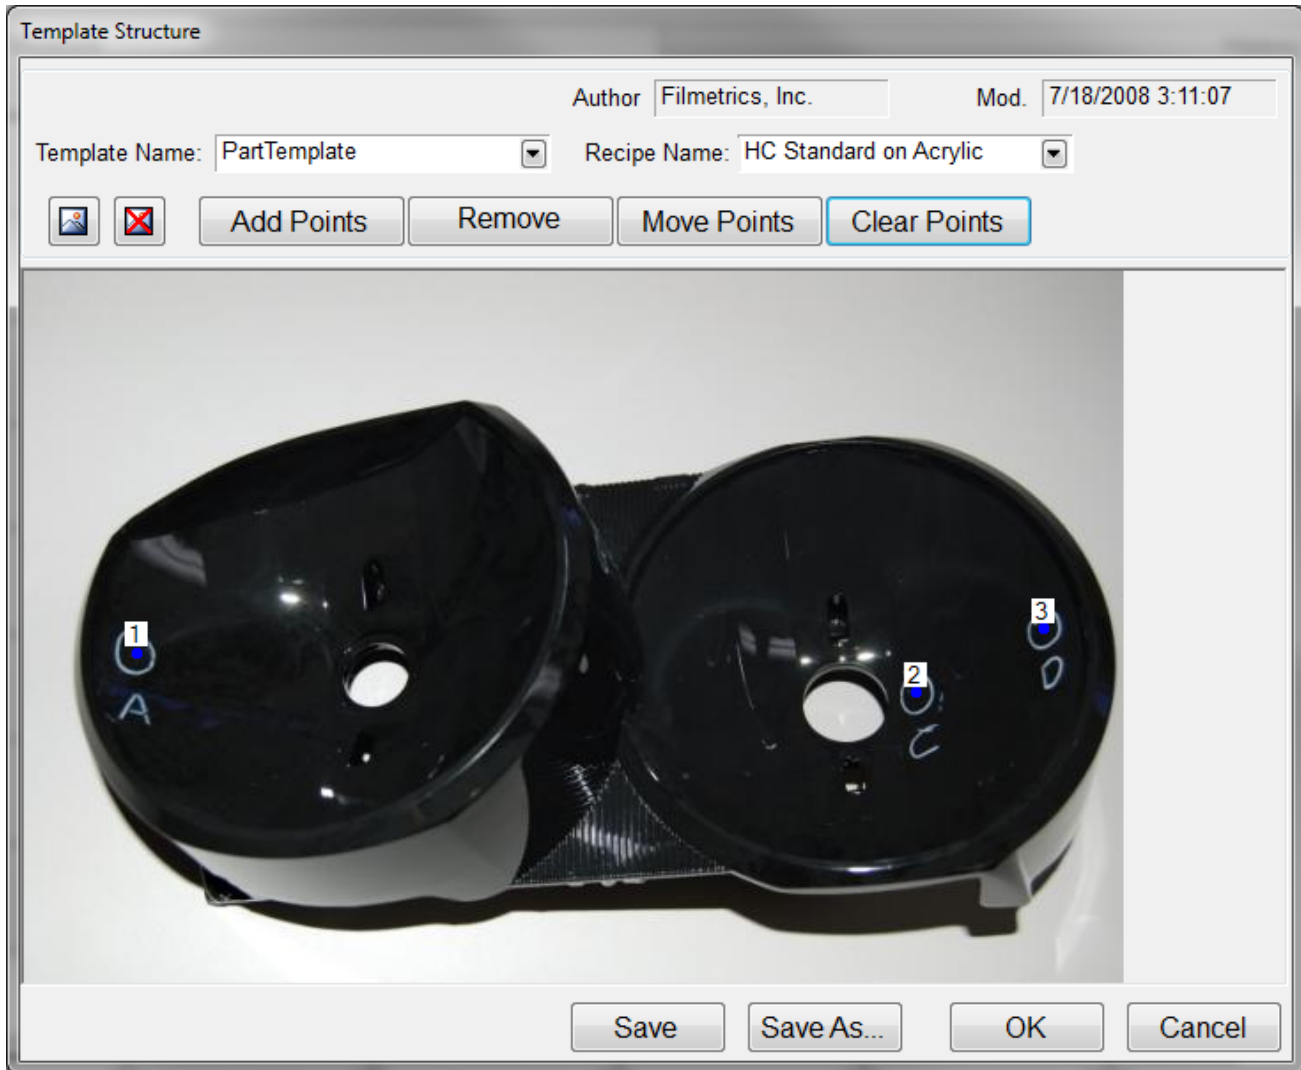 Template Structure
Author Filmetrics, Inc. Mod. 7/18/2008 3:11:07
Template Name: PartTemplate Recipe Name: HC Standard on Acrylic
Add Points Remove Move Points Clear Points
1
A
2
C
3
D
Save Save As... OK Cancel